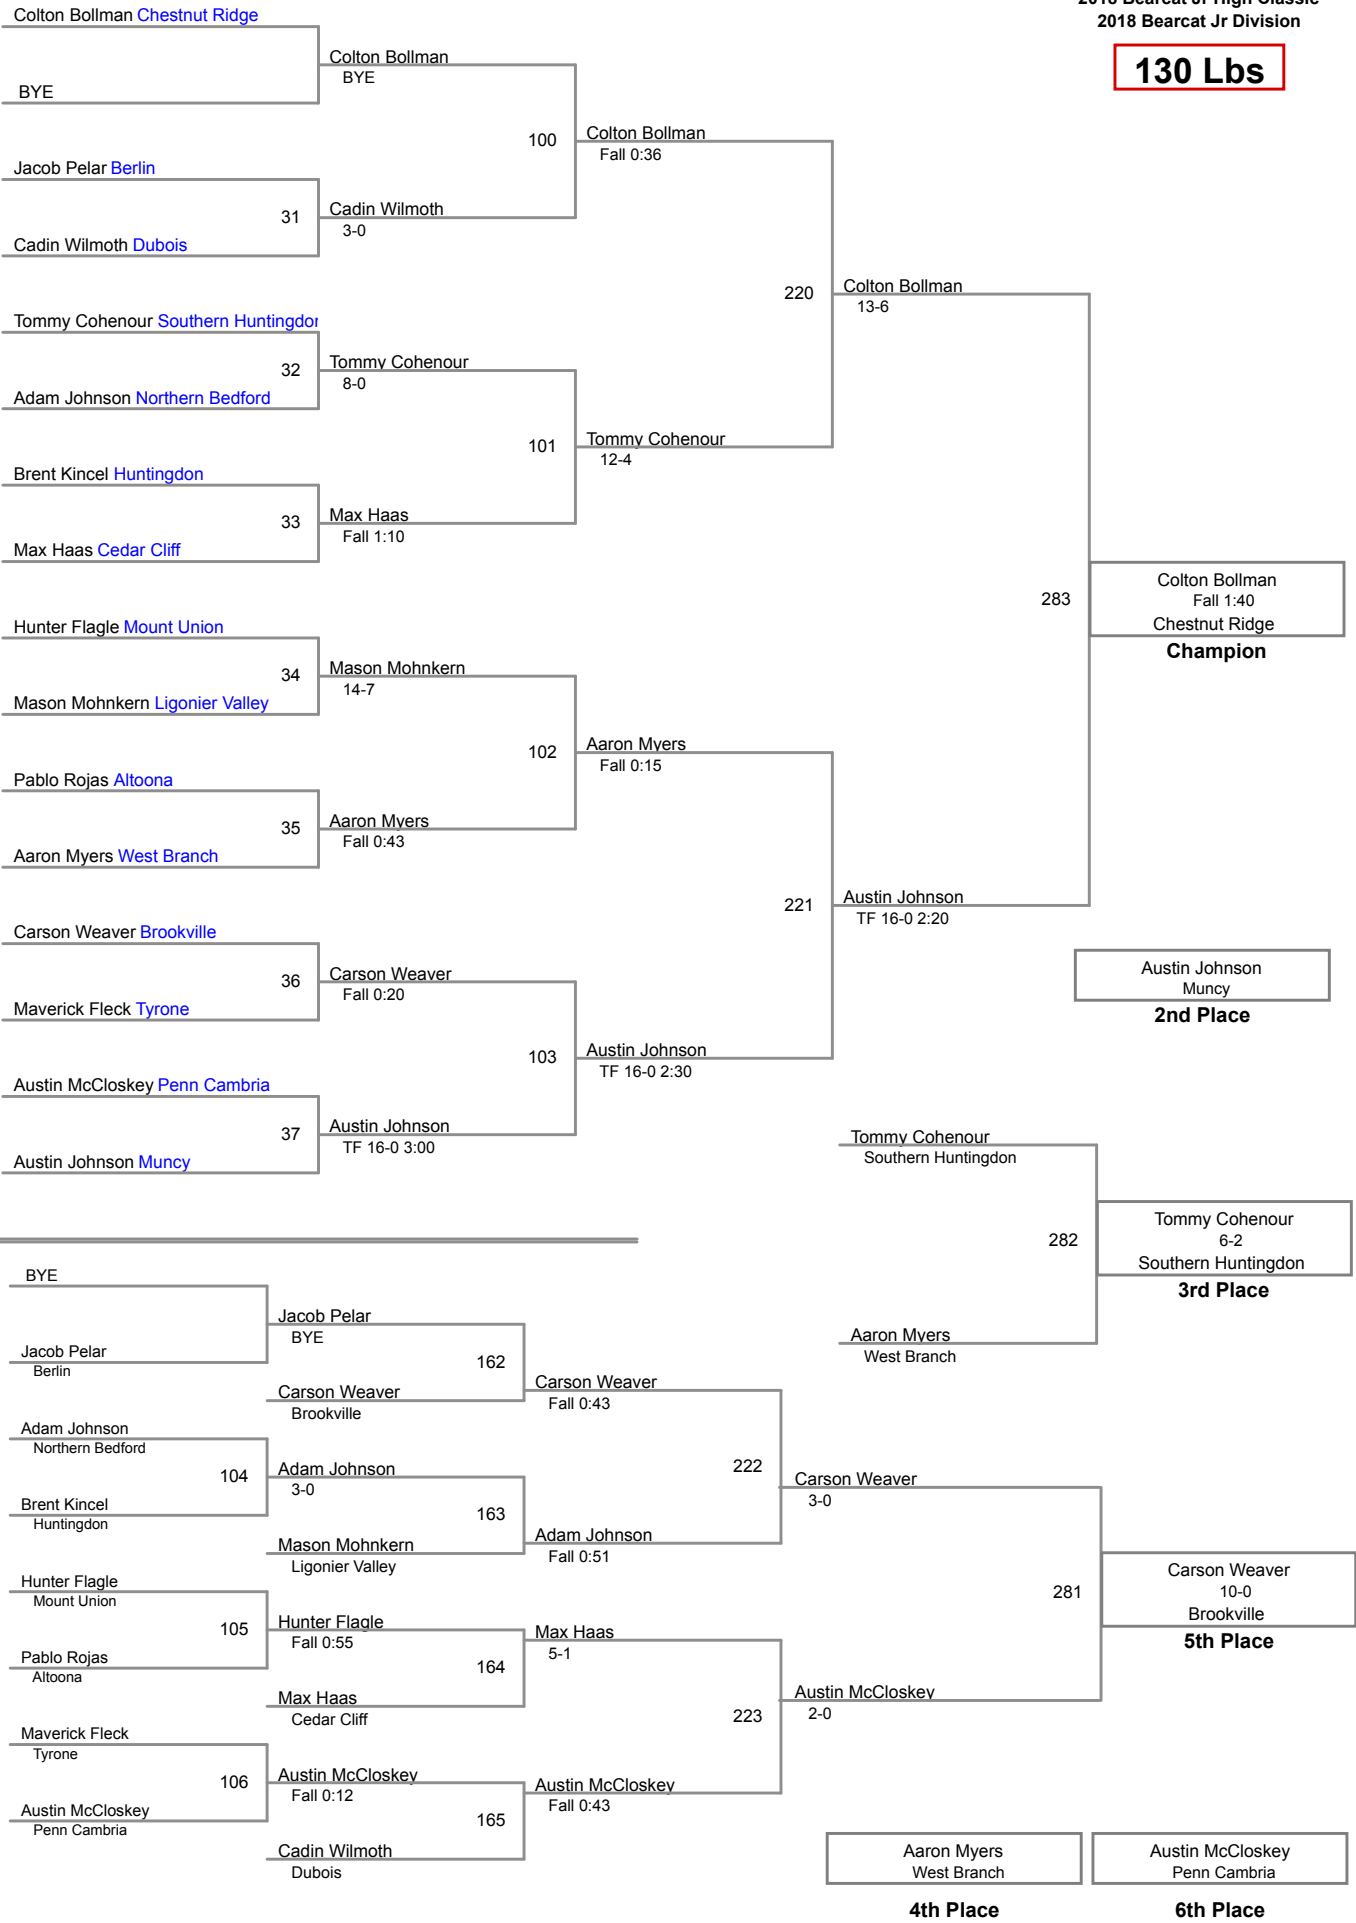 2018 Bearcat Jr High Classic
2018 Bearcat Jr Division
130 Lbs
Colton Bollman Chestnut Ridge
BYE
Jacob Pelar Berlin
31
Cadin Wilmoth Dubois
Tommy Cohenour Southern Huntingdon
32
Adam Johnson Northern Bedford
Brent Kincel Huntingdon
33
Max Haas Cedar Cliff
Hunter Flagle Mount Union
34
Mason Mohnkern Ligonier Valley
Pablo Rojas Altoona
35
Aaron Myers West Branch
Carson Weaver Brookville
36
Maverick Fleck Tyrone
Austin McCloskey Penn Cambria
37
Austin Johnson Muncy
Colton Bollman
BYE
100
Cadin Wilmoth
3-0
Tommy Cohenour
8-0
101
Max Haas
Fall 1:10
Mason Mohnkern
14-7
102
Aaron Myers
Fall 0:43
Carson Weaver
Fall 0:20
103
Austin Johnson
TF 16-0 3:00
Colton Bollman
Fall 0:36
220
Tommy Cohenour
12-4
Aaron Myers
Fall 0:15
221
Austin Johnson
TF 16-0 2:30
Colton Bollman
13-6
283
Austin Johnson
TF 16-0 2:20
Colton Bollman
Fall 1:40
Chestnut Ridge
Champion
Austin Johnson
Muncy
2nd Place
Tommy Cohenour
Southern Huntingdon
282
Aaron Myers
West Branch
Tommy Cohenour
6-2
Southern Huntingdon
3rd Place
BYE
Jacob Pelar
Berlin
Adam Johnson
Northern Bedford
104
Brent Kincel
Huntingdon
Hunter Flagle
Mount Union
105
Pablo Rojas
Altoona
Maverick Fleck
Tyrone
106
Austin McCloskey
Penn Cambria
Jacob Pelar
BYE
162
Carson Weaver
Brookville
Adam Johnson
3-0
163
Mason Mohnkern
Ligonier Valley
Hunter Flagle
Fall 0:55
164
Max Haas
Cedar Cliff
Austin McCloskey
Fall 0:12
165
Cadin Wilmoth
Dubois
Carson Weaver
Fall 0:43
222
Adam Johnson
Fall 0:51
Max Haas
5-1
223
Austin McCloskey
Fall 0:43
Carson Weaver
3-0
281
Austin McCloskey
2-0
Carson Weaver
10-0
Brookville
5th Place
Aaron Myers
West Branch
4th Place
Austin McCloskey
Penn Cambria
6th Place